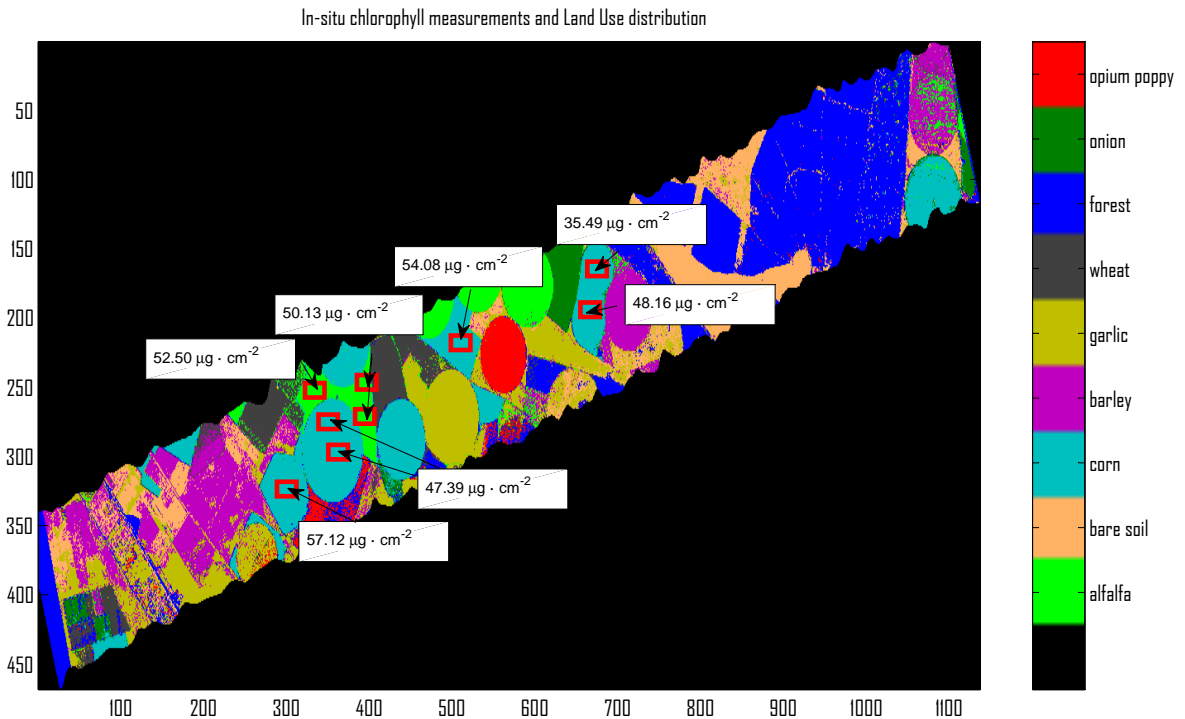 In-situ chlorophyll measurements and Land Use distribution
50
100
150
200
250
300
350
400
450
100
200
300
400
500
600
700
800
900
1000
1100
35.49 μg · cm⁻²
54.08 μg · cm⁻²
48.16 μg · cm⁻²
50.13 μg · cm⁻²
52.50 μg · cm⁻²
47.39 μg · cm⁻²
57.12 μg · cm⁻²
opium poppy
onion
forest
wheat
garlic
barley
corn
bare soil
alfalfa